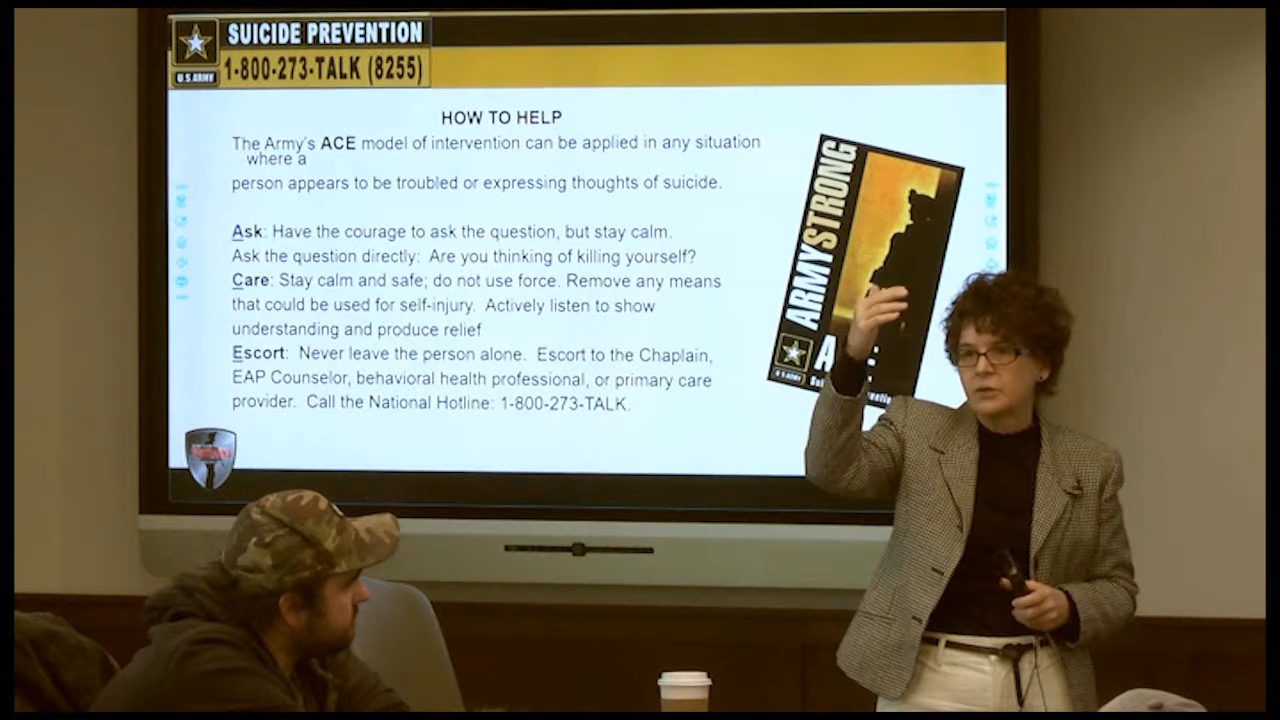 SUICIDE PREVENTION
1-800-273-TALK (8255)
U.S.ARMY
HOW TO HELP
The Army's ACE model of intervention can be applied in any situation
where a
person appears to be troubled or expressing thoughts of suicide.
Ask: Have the courage to ask the question, but stay calm.
Ask the question directly: Are you thinking of killing yourself?
Care: Stay calm and safe; do not use force. Remove any means
that could be used for self-injury. Actively listen to show
understanding and produce relief
Escort: Never leave the person alone. Escort to the Chaplain,
EAP Counselor, behavioral health professional, or primary care
provider. Call the National Hotline: 1-800-273-TALK.
ARMYSTRONG
U.S.ARMY